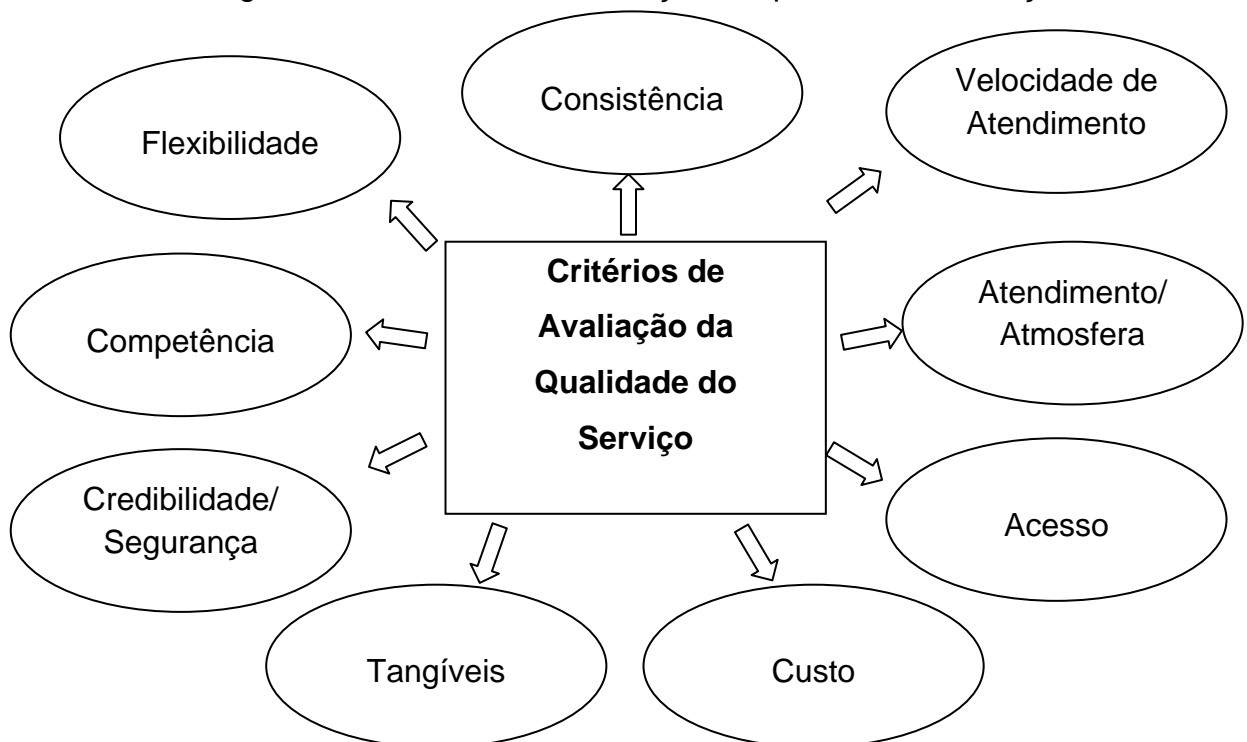 Consistência
Velocidade de
Atendimento
Flexibilidade
Critérios de
Avaliação da
Qualidade do
Serviço
Atendimento/
Atmosfera
Competência
Credibilidade/
Segurança
Acesso
Tangíveis
Custo